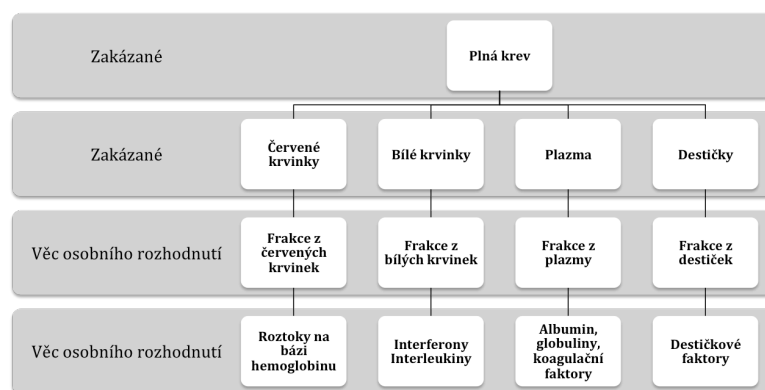 Zakázané
Plná krev
Zakázané
Červené
krvinky
Bílé krvinky
Plazma
Destičky
Věc osobního rozhodnutí
Frakce z
červených
krvinek
Frakce z
bílých krvinek
Frakce z
plazmy
Frakce z
destiček
Věc osobního rozhodnutí
Roztoky na
bázi
hemoglobinu
Interferony
Interleukiny
Albumin,
globuliny,
koagulační
faktory
Destičkové
faktory